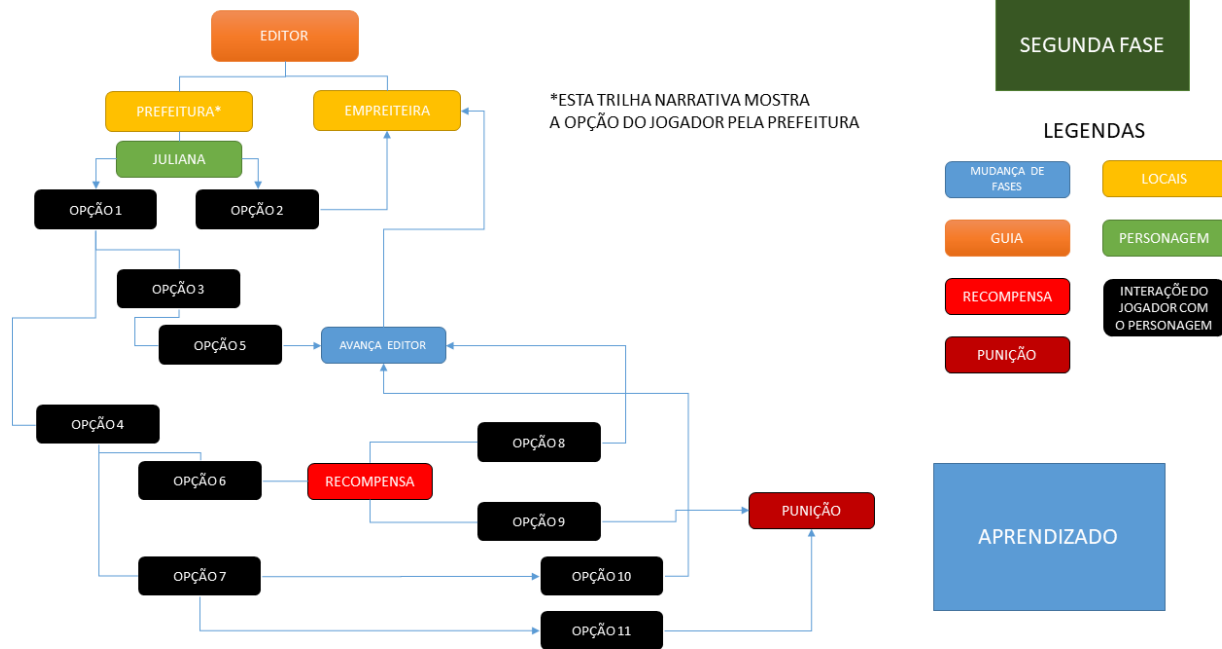 EDITOR
SEGUNDA FASE
PREFEITURA*
EMPREITEIRA
*ESTA TRILHA NARRATIVA MOSTRA
A OPÇÃO DO JOGADOR PELA PREFEITURA
JULIANA
OPÇÃO 1
OPÇÃO 2
OPÇÃO 3
OPÇÃO 5
AVANÇA EDITOR
OPÇÃO 4
OPÇÃO 8
OPÇÃO 6
RECOMPENSA
OPÇÃO 9
PUNIÇÃO
OPÇÃO 7
OPÇÃO 10
OPÇÃO 11
LEGENDAS
MUDANÇA DE
FASES
LOCAIS
GUIA
PERSONAGEM
RECOMPENSA
INTERAÇÕE DO
JOGADOR COM
O PERSONAGEM
PUNIÇÃO
APRENDIZADO